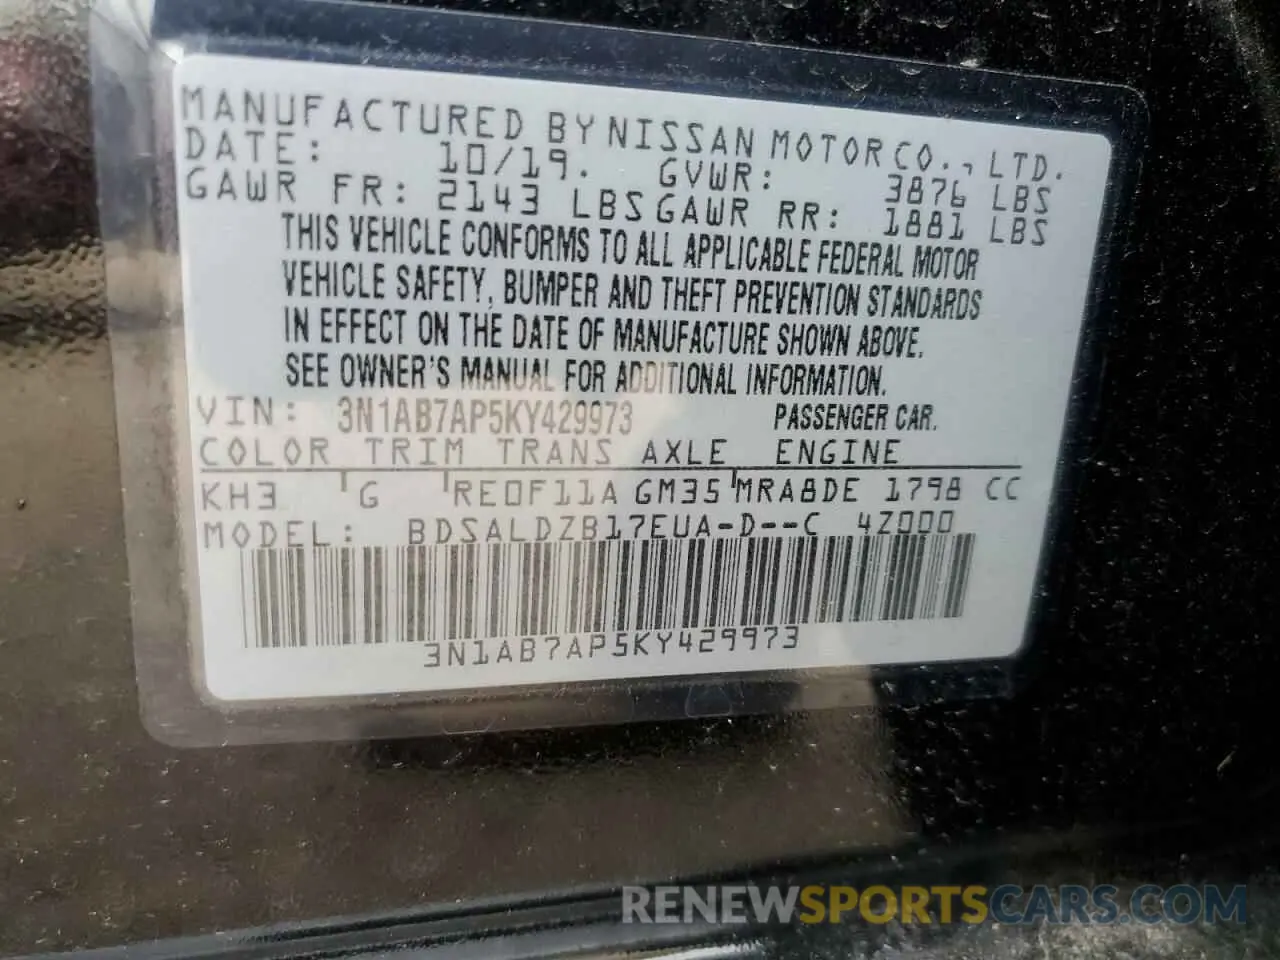 MANUFACTURED BY NISSAN MOTOR CO., LTD.
DATE: 10/19. GVWR: 3876 LBS
GAWR FR: 2143 LBS GAWR RR: 1881 LBS
THIS VEHICLE CONFORMS TO ALL APPLICABLE FEDERAL MOTOR
VEHICLE SAFETY, BUMPER AND THEFT PREVENTION STANDARDS
IN EFFECT ON THE DATE OF MANUFACTURE SHOWN ABOVE.
SEE OWNER'S MANUAL FOR ADDITIONAL INFORMATION.
VIN: 3N1AB7AP5KY429973 PASSENGER CAR.
COLOR TRIM TRANS AXLE ENGINE
KH3 G RE0F11A GM35 MRA8DE 1798 CC
MODEL: BDSALDZB17EUA-D--C 4Z000
3N1AB7AP5KY429973
RENEWSPORTSCARS.COM